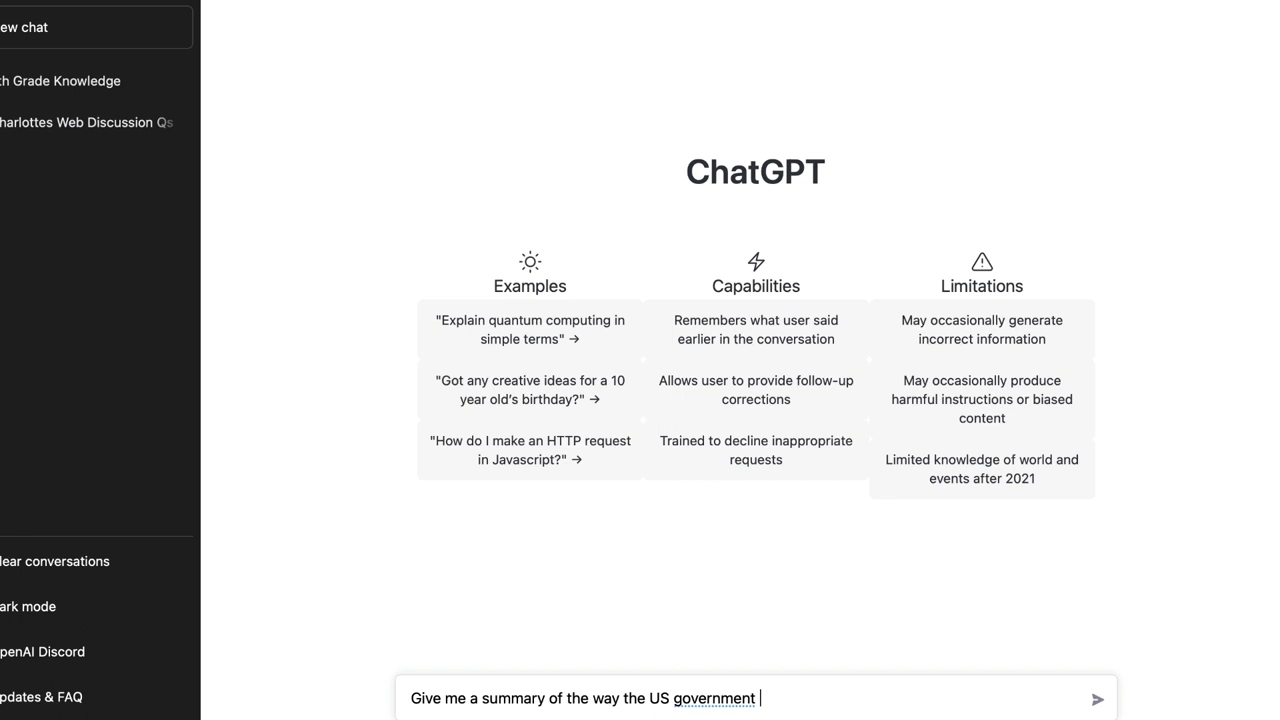 ew chat
th Grade Knowledge
harlottes Web Discussion Qs
lear conversations
ark mode
penAI Discord
pdates & FAQ
ChatGPT
Examples
"Explain quantum computing in
simple terms" →
"Got any creative ideas for a 10
year old's birthday?" →
"How do I make an HTTP request
in Javascript?" →
Capabilities
Remembers what user said
earlier in the conversation
Allows user to provide follow-up
corrections
Trained to decline inappropriate
requests
Limitations
May occasionally generate
incorrect information
May occasionally produce
harmful instructions or biased
content
Limited knowledge of world and
events after 2021
Give me a summary of the way the US government